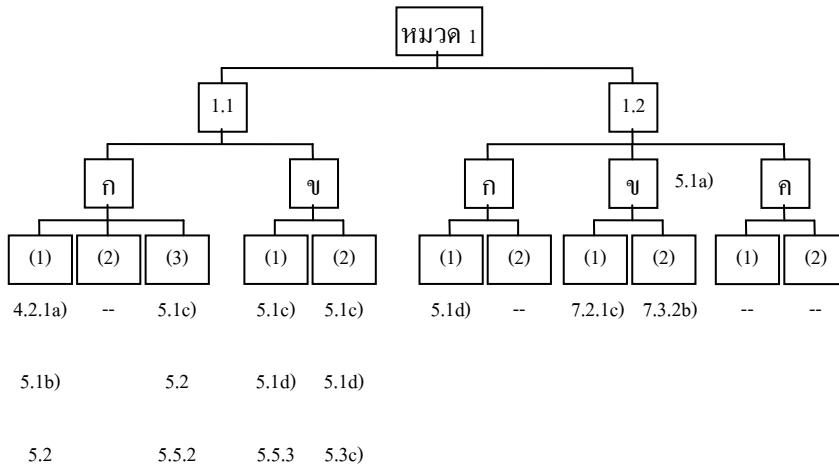 หมวด 1
1.1 1.2
ก ข ก ข 5.1a) ค
(1) (2) (3) (1) (2) (1) (2) (1) (2) (1) (2)
4.2.1a) -- 5.1c) 5.1c) 5.1c) 5.1d) -- 7.2.1c) 7.3.2b) -- --
5.1b) 5.2 5.1d) 5.1d)
5.2 5.5.2 5.5.3 5.3c)